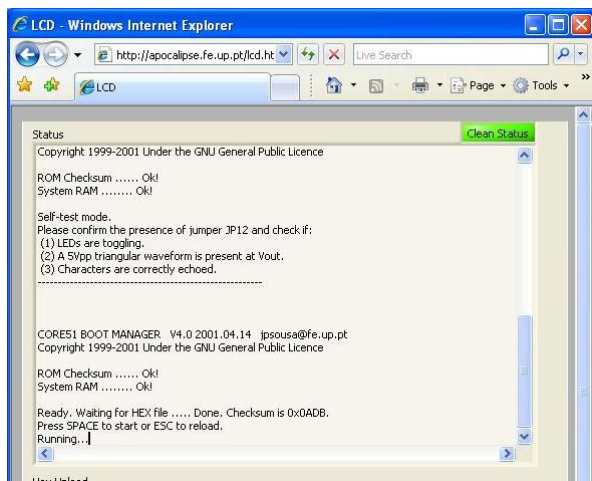 LCD - Windows Internet Explorer
http://apocalipse.fe.up.pt/lcd.ht
Live Search
LCD
Page
Tools
Status
Clean Status
Copyright 1999-2001 Under the GNU General Public Licence
ROM Checksum ...... Ok!
System RAM ........ Ok!
Self-test mode.
Please confirm the presence of jumper JP12 and check if:
(1) LEDs are toggling.
(2) A 5Vpp triangular waveform is present at Vout.
(3) Characters are correctly echoed.
--------------------------------------------------------
CORE51 BOOT MANAGER V4.0 2001.04.14 jpsousa@fe.up.pt
Copyright 1999-2001 Under the GNU General Public Licence
ROM Checksum ...... Ok!
System RAM ........ Ok!
Ready. Waiting for HEX file ..... Done. Checksum is 0x0ADB.
Press SPACE to start or ESC to reload.
Running...